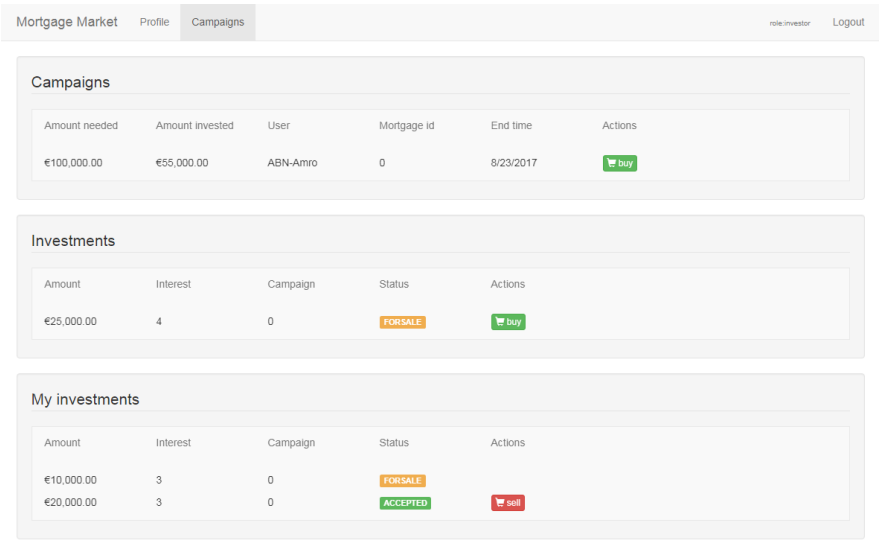 Mortgage Market Profile Campaigns role:investor Logout
Campaigns
Amount needed Amount invested User Mortgage id End time Actions
€100,000.00 €55,000.00 ABN-Amro 0 8/23/2017 buy
Investments
Amount Interest Campaign Status Actions
€25,000.00 4 0 FORSALE buy
My investments
Amount Interest Campaign Status Actions
€10,000.00 3 0 FORSALE
€20,000.00 3 0 ACCEPTED sell